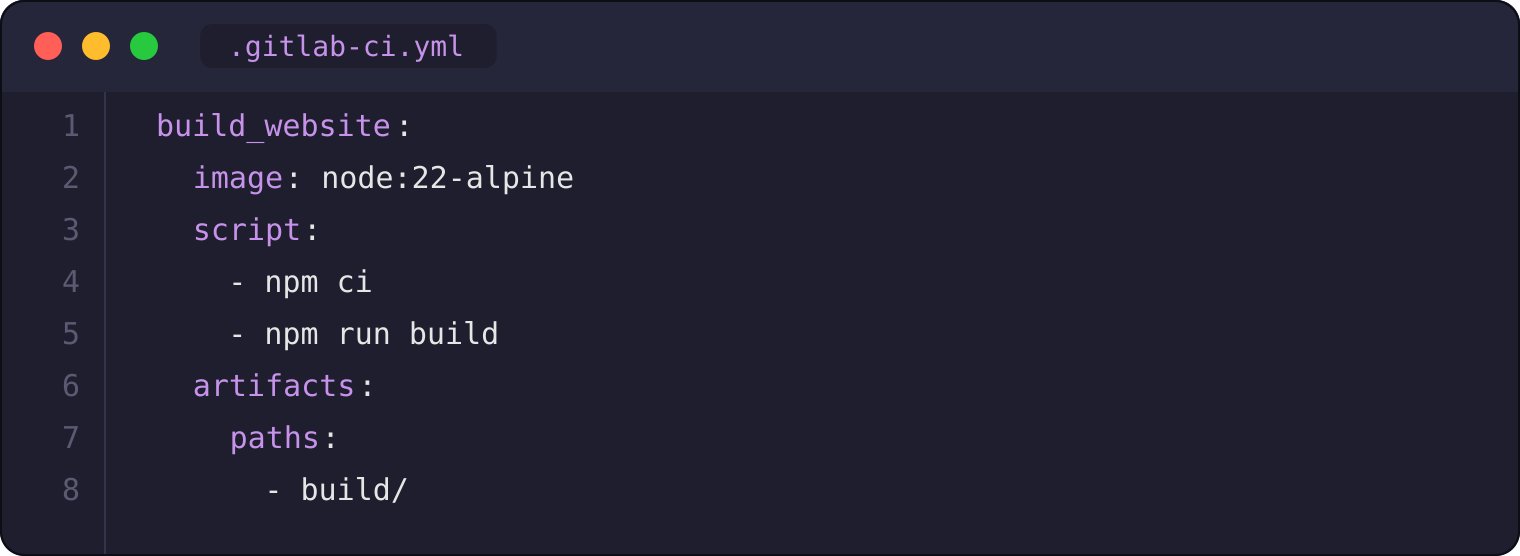 .gitlab-ci.yml
1 build_website:
2   image: node:22-alpine
3   script:
4     - npm ci
5     - npm run build
6   artifacts:
7     paths:
8       - build/